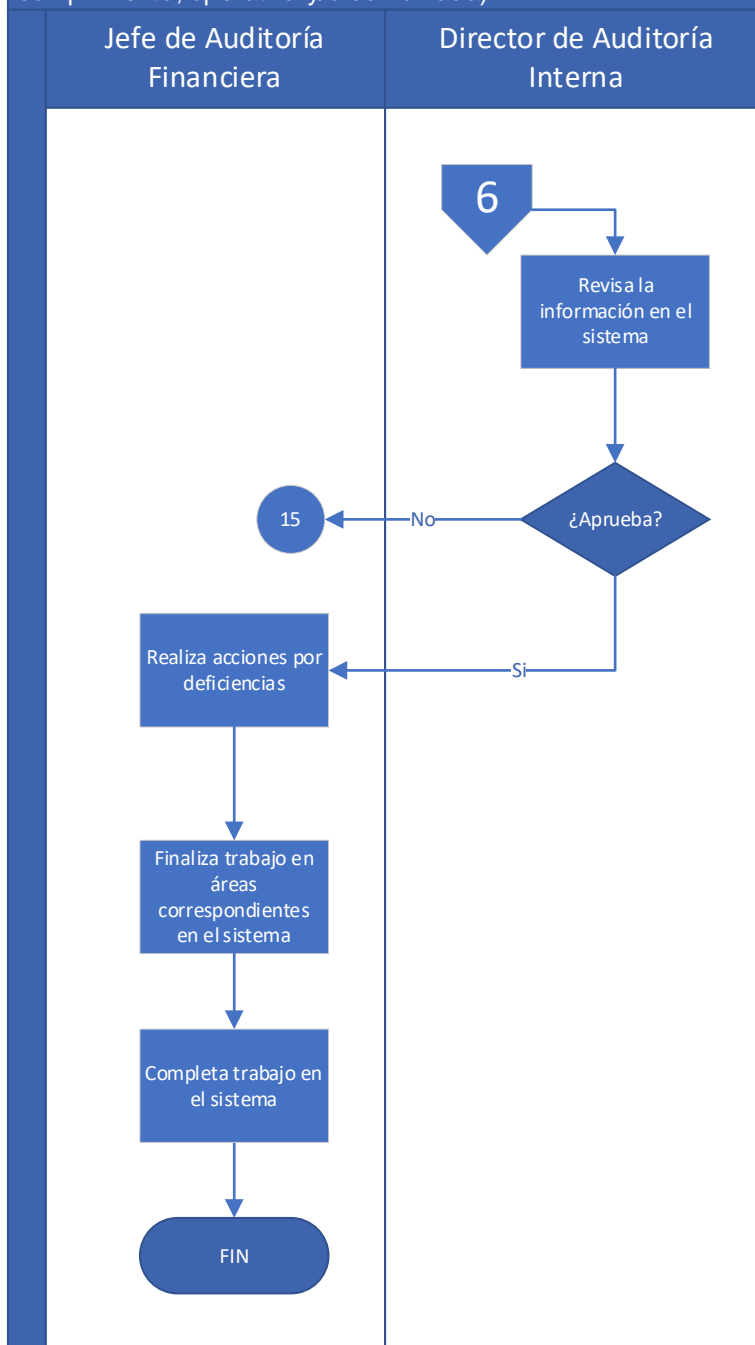 Jefe de Auditoría
Financiera
Director de Auditoría
Interna
6
Revisa la
información en el
sistema
¿Aprueba?
No
15
Si
Realiza acciones por
deficiencias
Finaliza trabajo en
áreas
correspondientes
en el sistema
Completa trabajo en
el sistema
FIN